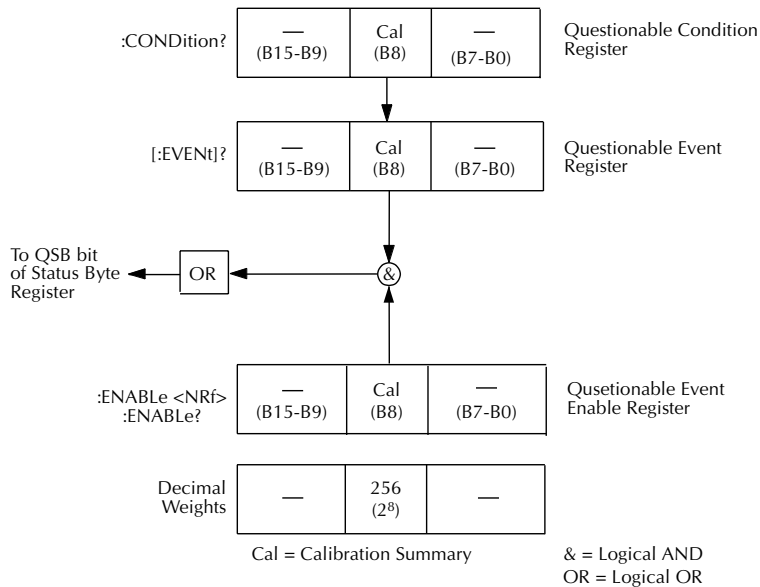 :CONDition?
—
(B15-B9)
Cal
(B8)
—
(B7-B0)
Questionable Condition
Register
[:EVENt]?
—
(B15-B9)
Cal
(B8)
—
(B7-B0)
Questionable Event
Register
To QSB bit
of Status Byte
Register
OR
&
:ENABLe <NRf>
:ENABLe?
—
(B15-B9)
Cal
(B8)
—
(B7-B0)
Qusetionable Event
Enable Register
Decimal
Weights
—
256
(2⁸)
—
Cal = Calibration Summary
& = Logical AND
OR = Logical OR